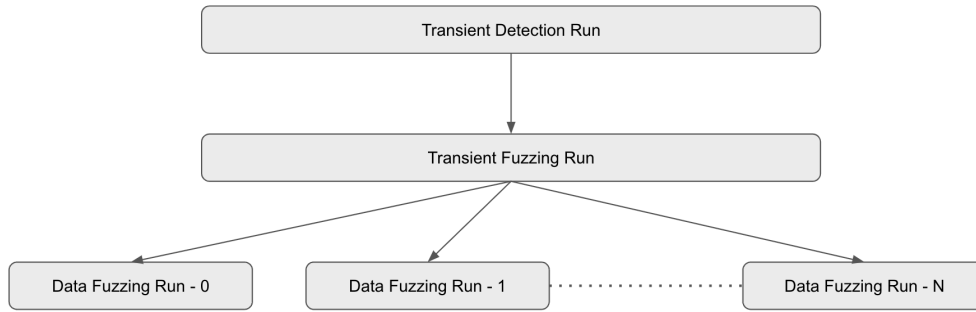 Transient Detection Run
Transient Fuzzing Run
Data Fuzzing Run - 0
Data Fuzzing Run - 1
Data Fuzzing Run - N